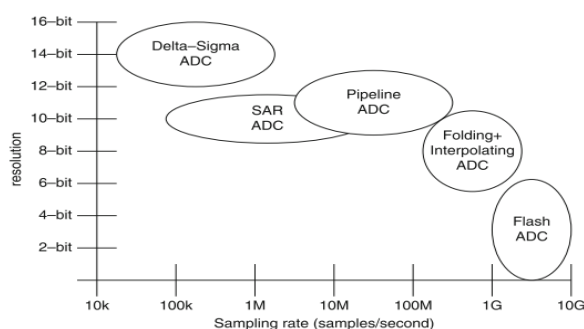 16–bit
14–bit
12–bit
10–bit
8–bit
6–bit
4–bit
2–bit
resolution
Delta–Sigma
ADC
SAR
ADC
Pipeline
ADC
Folding+
Interpolating
ADC
Flash
ADC
10k 100k 1M 10M 100M 1G 10G
Sampling rate (samples/second)